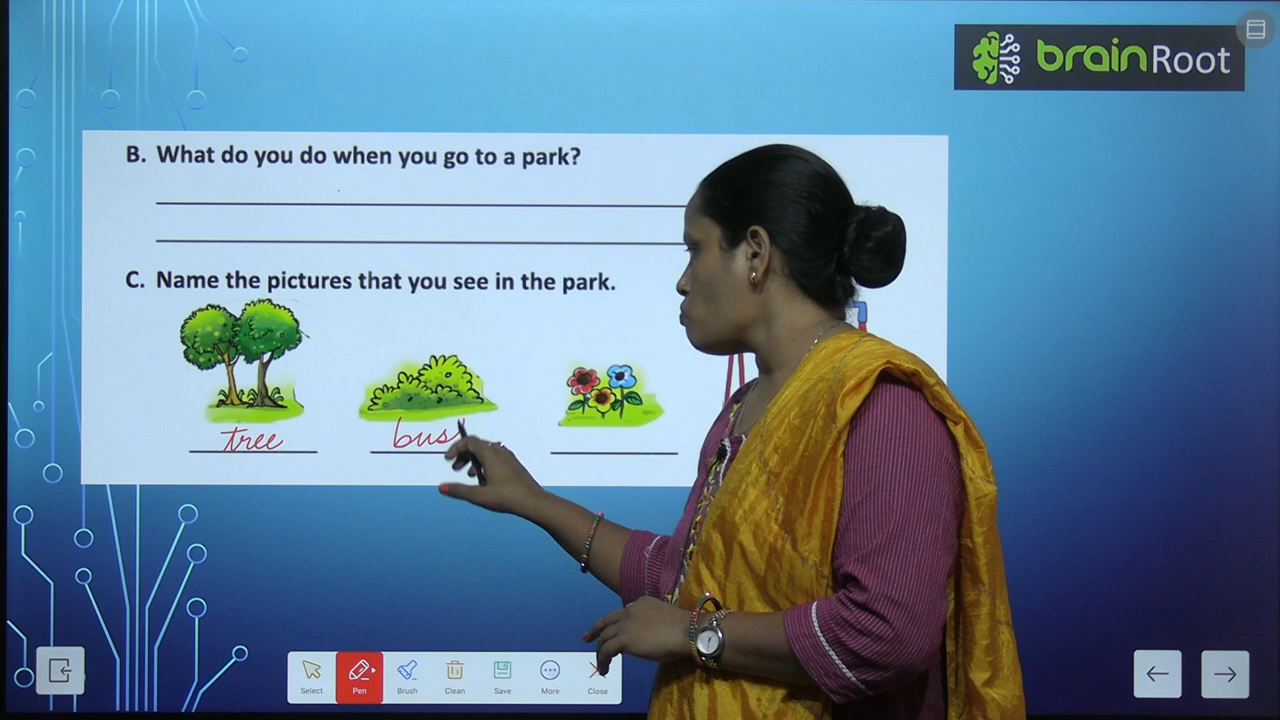 brainRoot
B. What do you do when you go to a park?
C. Name the pictures that you see in the park.
tree
bus
Select
Pen
Brush
Clean
Save
More
Close